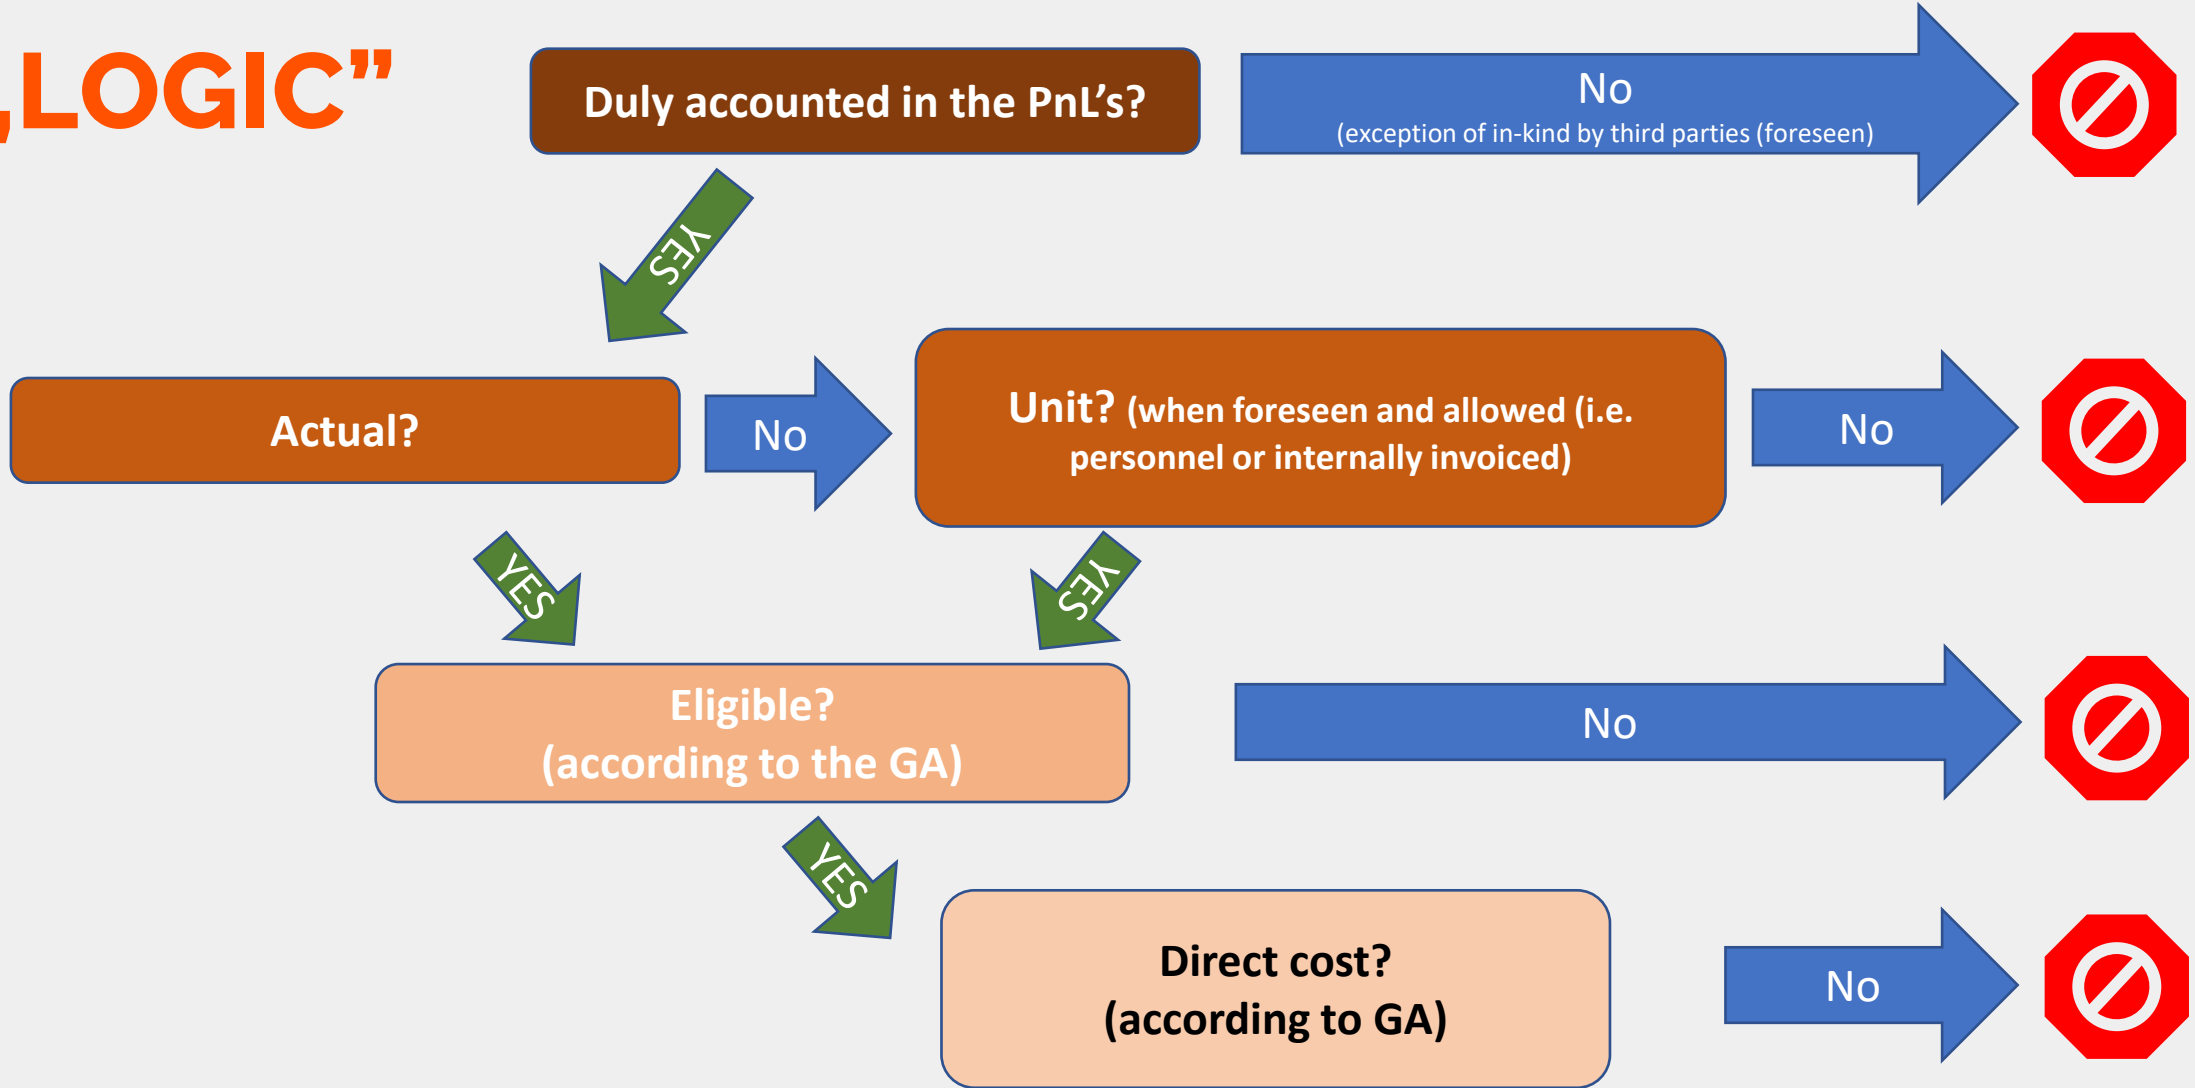 „LOGIC”
Duly accounted in the PnL’s?
No
(exception of in-kind by third parties (foreseen)
YES
Actual?
No
Unit? (when foreseen and allowed (i.e.
personnel or internally invoiced)
No
YES
YES
Eligible?
(according to the GA)
No
YES
Direct cost?
(according to GA)
No